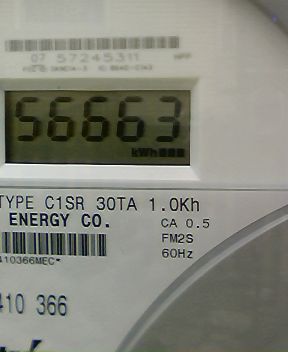 07 57245311
56663
kWh
TYPE C1SR 30TA 1.0Kh
ENERGY CO.
CA 0.5
FM2S
60Hz
410366MEC*
410 366